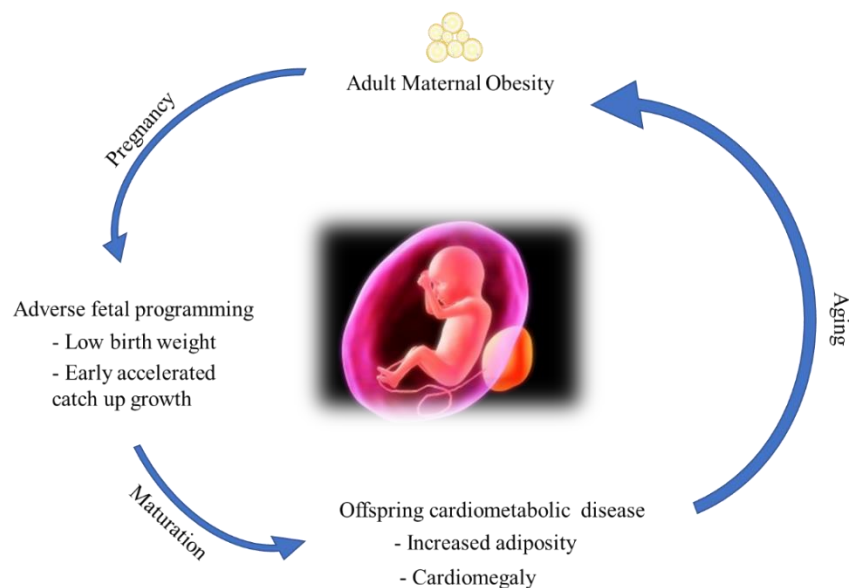 Adult Maternal Obesity
Pregnancy
Adverse fetal programming
- Low birth weight
- Early accelerated
catch up growth
Maturation
Offspring cardiometabolic disease
- Increased adiposity
- Cardiomegaly
Aging